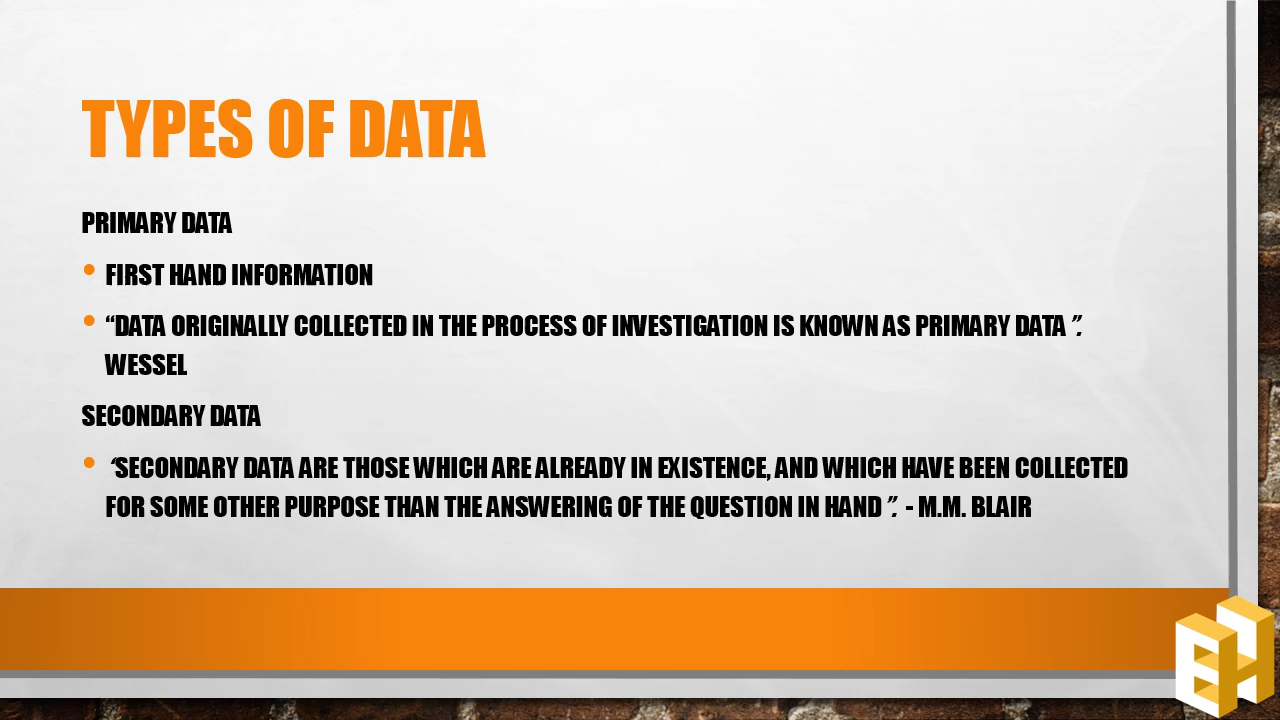 TYPES OF DATA
PRIMARY DATA
• FIRST HAND INFORMATION
• “DATA ORIGINALLY COLLECTED IN THE PROCESS OF INVESTIGATION IS KNOWN AS PRIMARY DATA ”.
WESSEL
SECONDARY DATA
• “SECONDARY DATA ARE THOSE WHICH ARE ALREADY IN EXISTENCE, AND WHICH HAVE BEEN COLLECTED
FOR SOME OTHER PURPOSE THAN THE ANSWERING OF THE QUESTION IN HAND ”. - M.M. BLAIR
EH